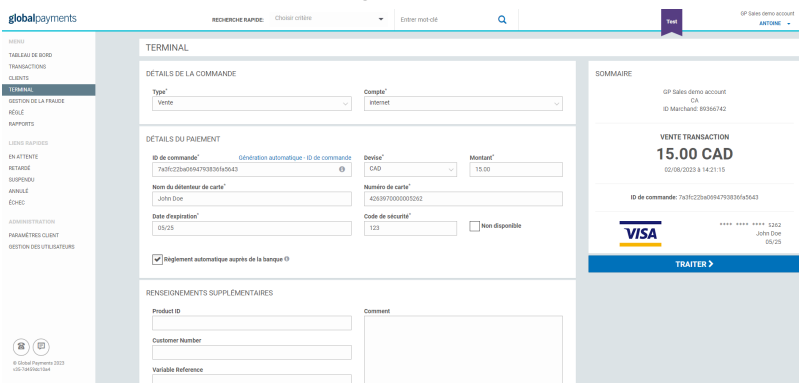 globalpayments
RECHERCHE RAPIDE: Choisir critère Entrer mot-clé
Test
GP Sales demo account
ANTOINE
MENU
TABLEAU DE BORD
TRANSACTIONS
CLIENTS
TERMINAL
GESTION DE LA FRAUDE
RÉGLÉ
RAPPORTS
LIENS RAPIDES
EN ATTENTE
RETARDÉ
SUSPENDU
ANNULÉ
ÉCHEC
ADMINISTRATION
PARAMÈTRES CLIENT
GESTION DES UTILISATEURS
© Global Payments 2023
TERMINAL
DÉTAILS DE LA COMMANDE
Type* Compte*
Vente internet
DÉTAILS DU PAIEMENT
ID de commande* Génération automatique - ID de commande Devise* Montant*
7a3fc22ba0694793836fa5643 CAD 15.00
Nom du détenteur de carte* Numéro de carte*
John Doe 4263970000005262
Date d'expiration* Code de sécurité*
05/25 123 Non disponible
Règlement automatique auprès de la banque
RENSEIGNEMENTS SUPPLÉMENTAIRES
Product ID Comment
Customer Number
Variable Reference
SOMMAIRE
GP Sales demo account
CA
ID Marchand: 89366742
VENTE TRANSACTION
15.00 CAD
02/08/2023 à 14:21:15
ID de commande: 7a3fc22ba0694793836fa5643
VISA
**** **** **** 5262
John Doe
05/25
TRAITER